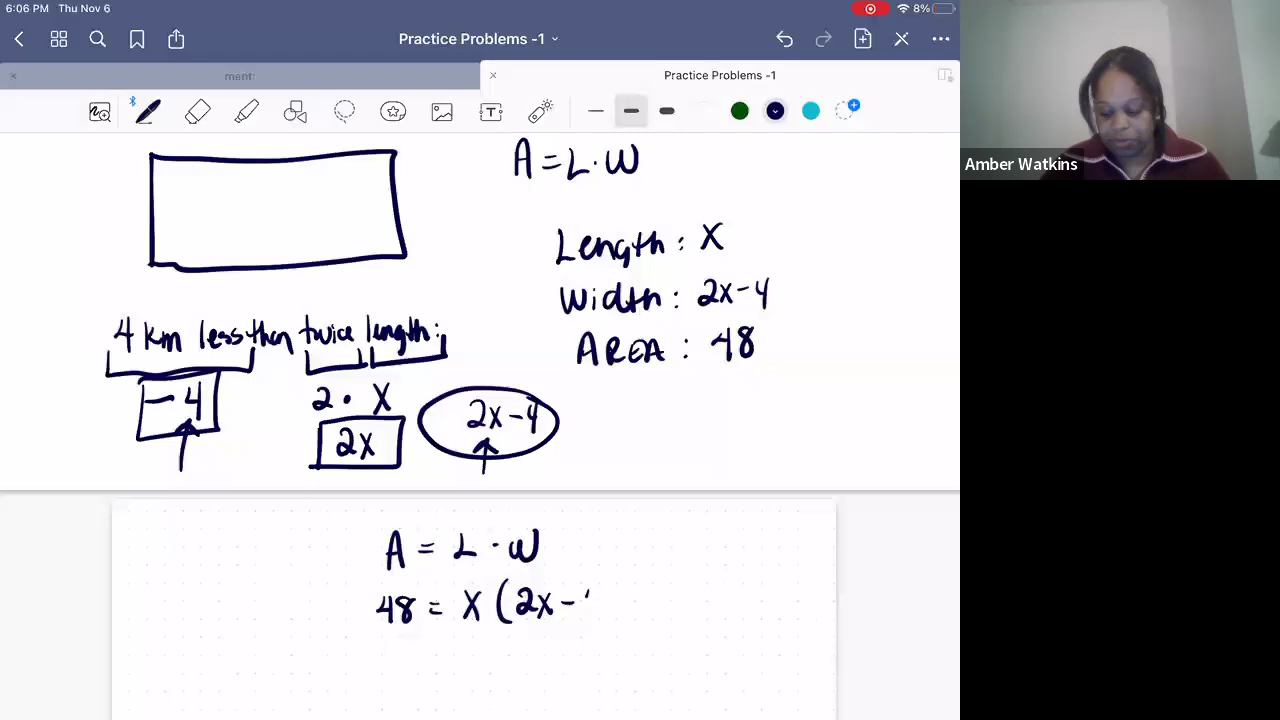 6:06 PM Thu Nov 6
8%
Practice Problems -1
ment
Practice Problems -1
T
Amber Watkins
A = L · W
Length : X
Width : 2x-4
AREA : 48
4 km less than twice length:
- 4
2 · X
2x
2x-4
A = L · W
48 = X (2x-